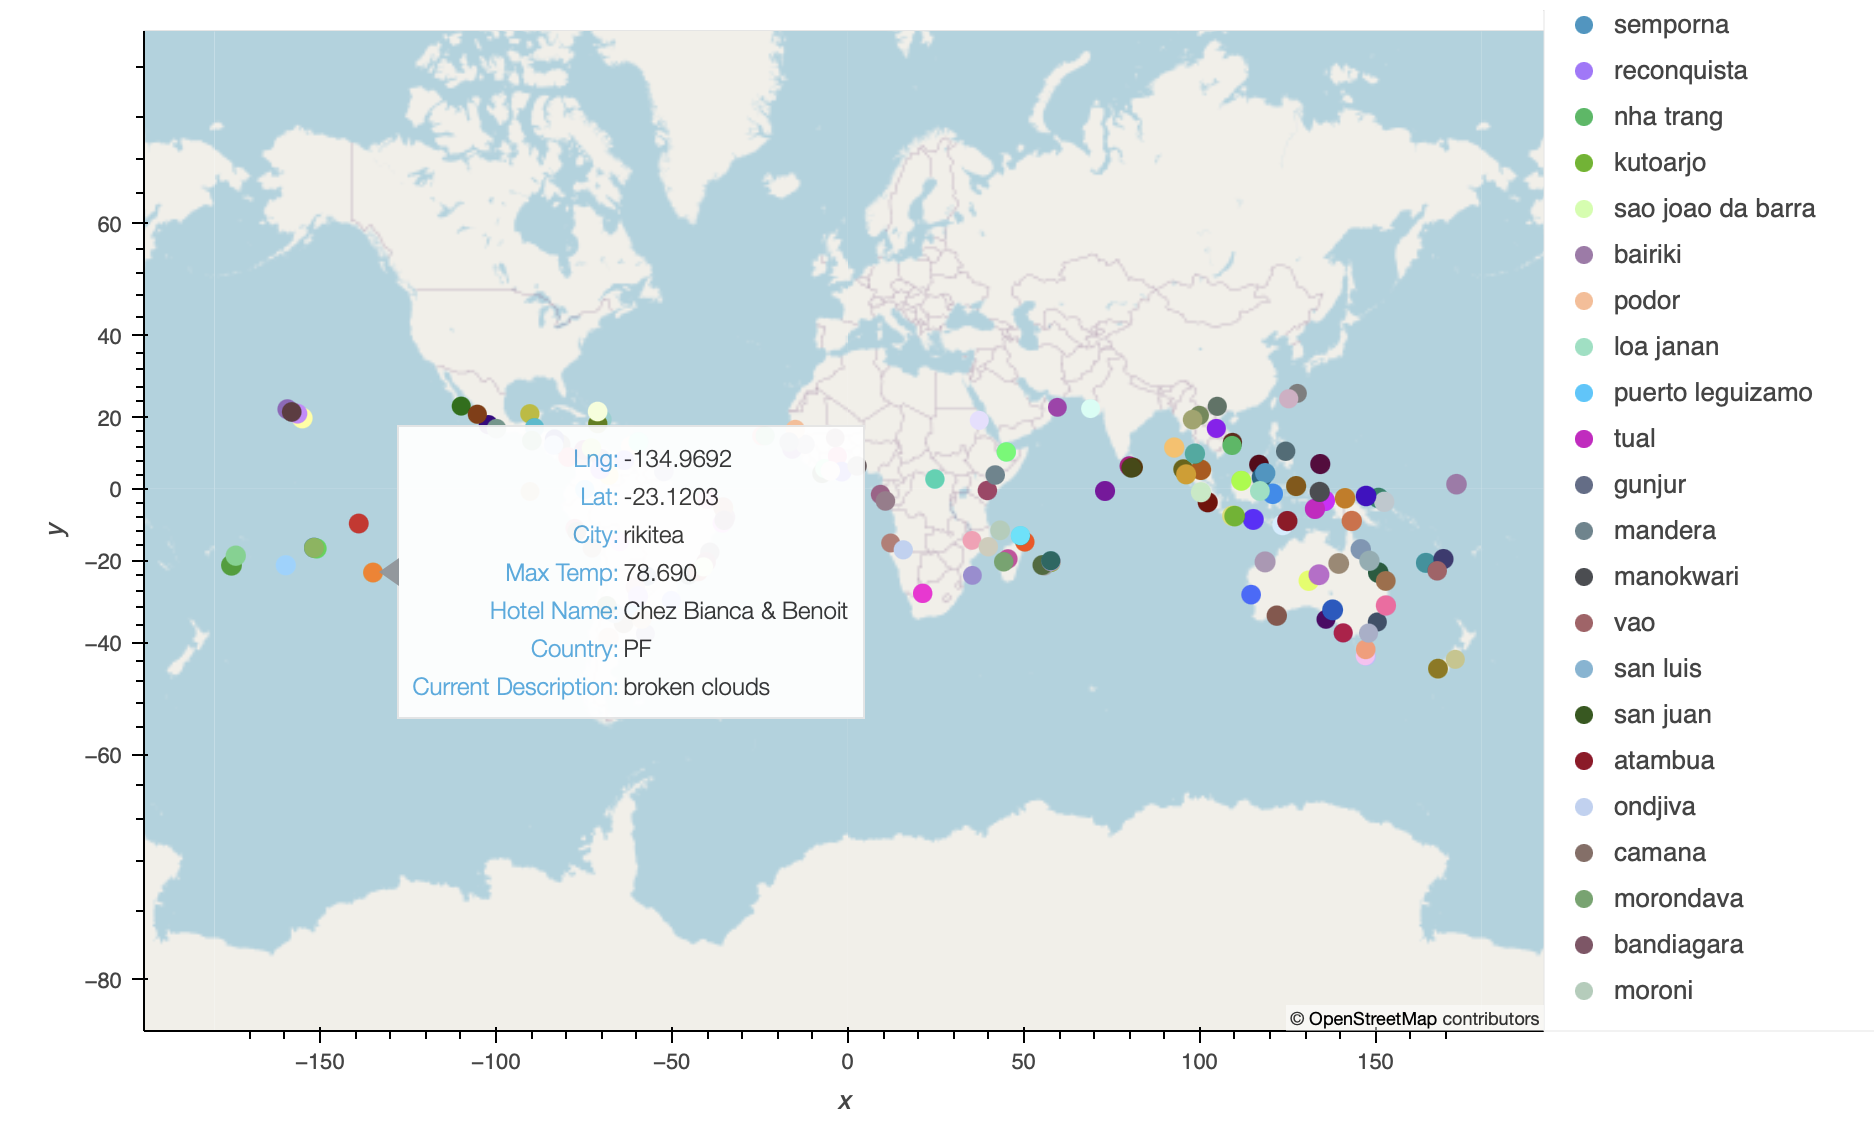 semporna
reconquista
nha trang
kutoarjo
sao joao da barra
bairiki
podor
loa janan
puerto leguizamo
tual
gunjur
mandera
manokwari
vao
san luis
san juan
atambua
ondjiva
camana
morondava
bandiagara
moroni
60
40
20
0
−20
−40
−60
−80
y
Lng: -134.9692
Lat: -23.1203
City: rikitea
Max Temp: 78.690
Hotel Name: Chez Bianca & Benoit
Country: PF
Current Description: broken clouds
© OpenStreetMap contributors
−150 −100 −50 0 50 100 150
x